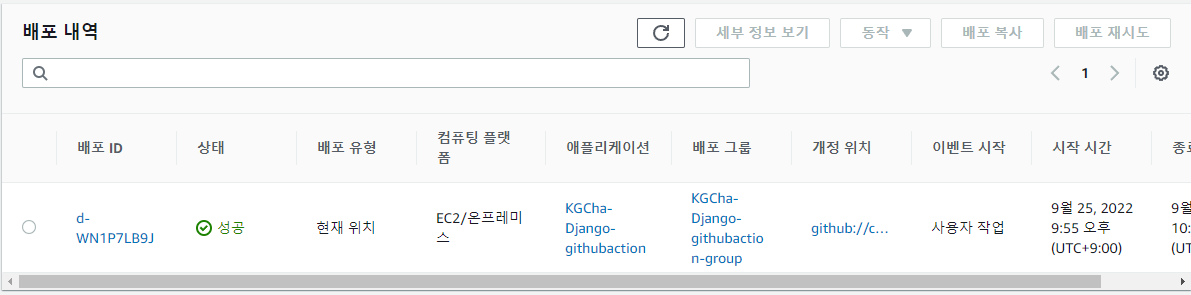 배포 내역
세부 정보 보기
동작
배포 복사
배포 재시도
1
배포 ID
상태
배포 유형
컴퓨팅 플랫
폼
애플리케이션
배포 그룹
개정 위치
이벤트 시작
시작 시간
d-
WN1P7LB9J
성공
현재 위치
EC2/온프레미
스
KGCha-
Django-
githubaction
KGCha-
Django-
githubactio
n-group
github://c...
사용자 작업
9월 25, 2022
9:55 오후
(UTC+9:00)
9월
10:
(UT